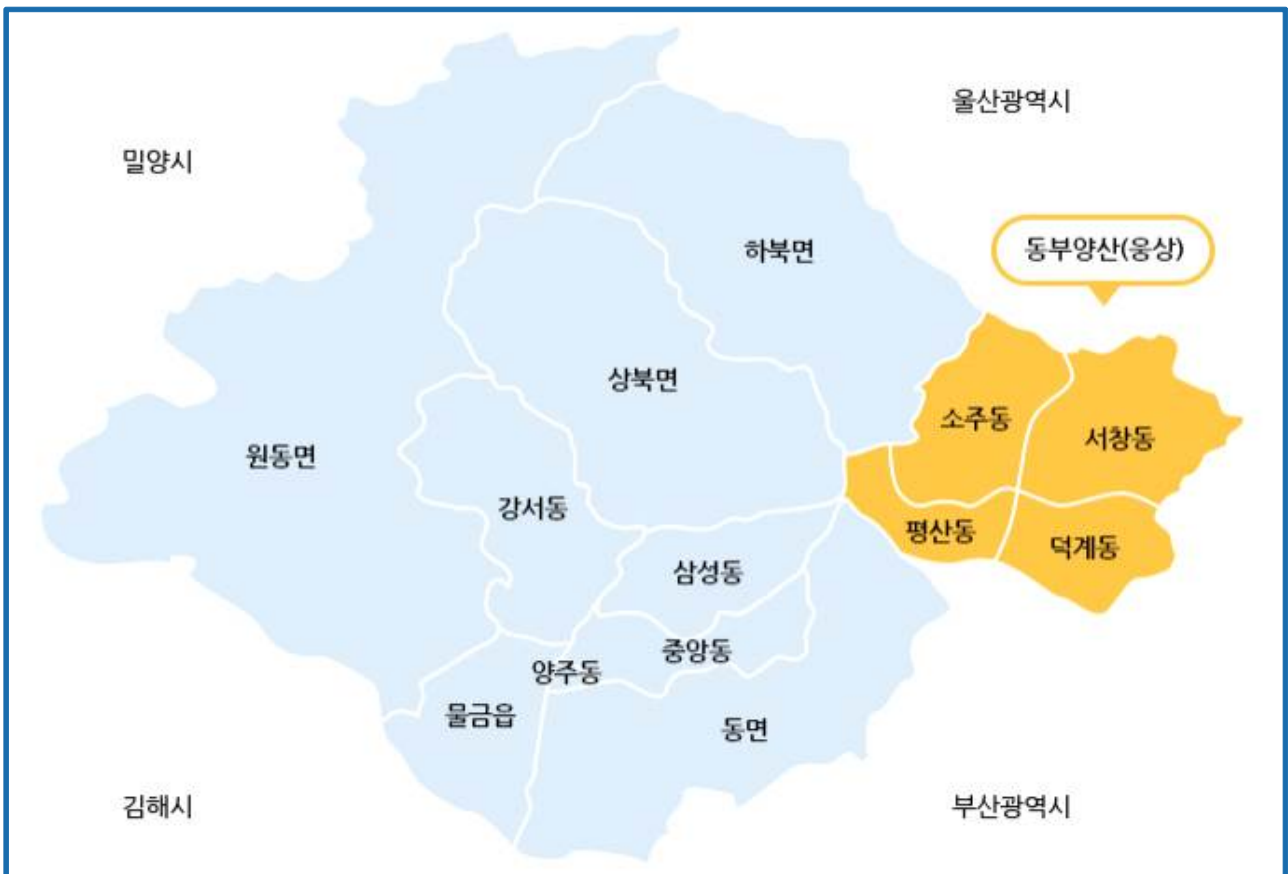 울산광역시
밀양시
하북면
동부양산(웅상)
상북면
소주동
서창동
원동면
강서동
평산동
덕계동
삼성동
중앙동
양주동
물금읍
동면
김해시
부산광역시